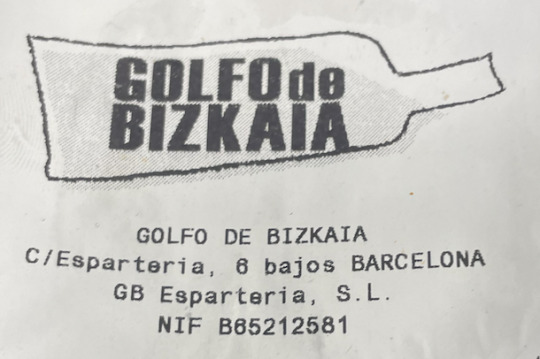 GOLFO de
BIZKAIA
GOLFO DE BIZKAIA
C/Esparteria, 6 bajos BARCELONA
GB Esparteria, S.L.
NIF B65212581